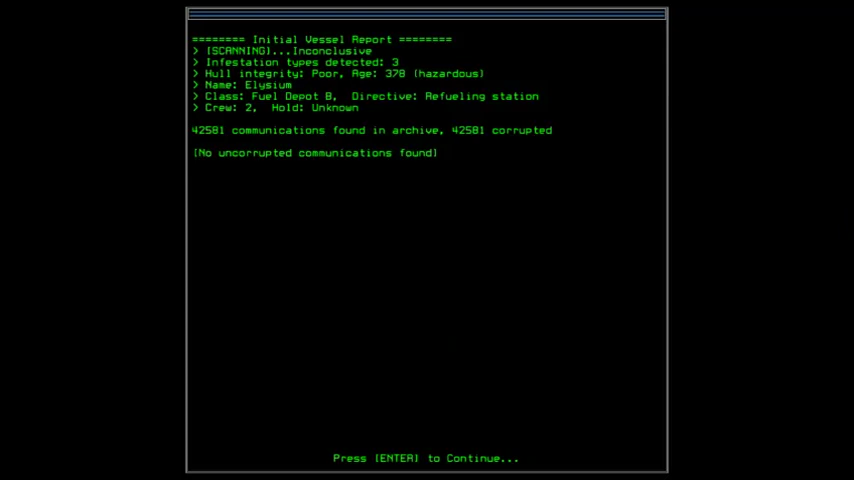 ======== Initial Vessel Report ========
> [SCANNING]...Inconclusive
> Infestation types detected: 3
> Hull integrity: Poor, Age: 378 (hazardous)
> Name: Elysium
> Class: Fuel Depot B,  Directive: Refueling station
> Crew: 2,  Hold: Unknown
42581 communications found in archive, 42581 corrupted
[No uncorrupted communications found]
Press [ENTER] to Continue...